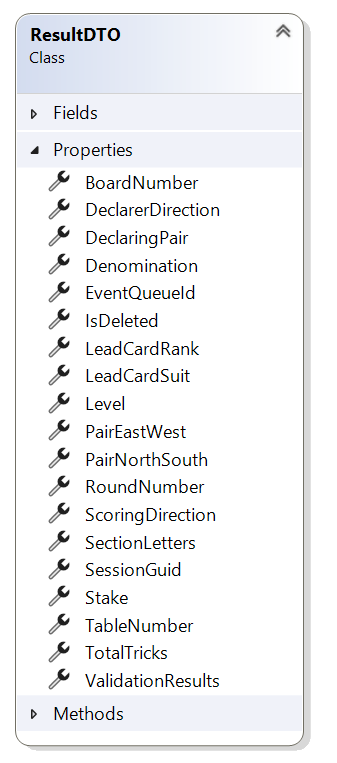 ResultDTO
Class
Fields
Properties
BoardNumber
DeclarerDirection
DeclaringPair
Denomination
EventQueueId
IsDeleted
LeadCardRank
LeadCardSuit
Level
PairEastWest
PairNorthSouth
RoundNumber
ScoringDirection
SectionLetters
SessionGuid
Stake
TableNumber
TotalTricks
ValidationResults
Methods